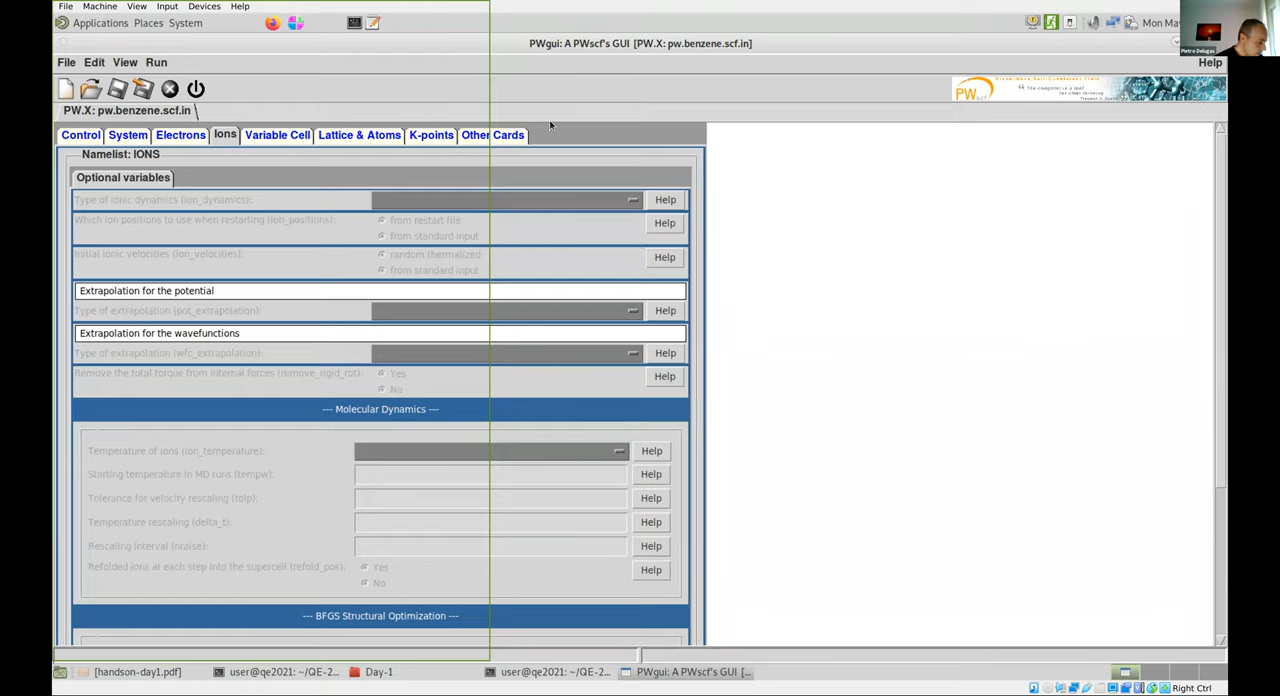 File Machine View Input Devices Help
Applications Places System
Mon Ma
PWgui: A PWscf's GUI [PW.X: pw.benzene.scf.in]
Pietro Delugas
File Edit View Run
Help
PW
PW.X: pw.benzene.scf.in
Control System Electrons Ions Variable Cell Lattice & Atoms K-points Other Cards
Namelist: IONS
Optional variables
Type of ionic dynamics (ion_dynamics): Help
Which ion positions to use when restarting (ion_positions): from restart file Help
from standard input
Initial ionic velocities (ion_velocities): random thermalized Help
from standard input
Extrapolation for the potential
Type of extrapolation (pot_extrapolation): Help
Extrapolation for the wavefunctions
Type of extrapolation (wfc_extrapolation): Help
Remove the total torque from internal forces (remove_rigid_rot): Yes Help
No
--- Molecular Dynamics ---
Temperature of ions (ion_temperature): Help
Starting temperature in MD runs (tempw): Help
Tolerance for velocity rescaling (tolp): Help
Temperature rescaling (delta_t): Help
Rescaling interval (nraise): Help
Refolded ions at each step into the supercell (refold_pos): Yes Help
No
--- BFGS Structural Optimization ---
[handson-day1.pdf] user@qe2021: ~/QE-2... Day-1 user@qe2021: ~/QE-2... PWgui: A PWscf's GUI [...
Right Ctrl